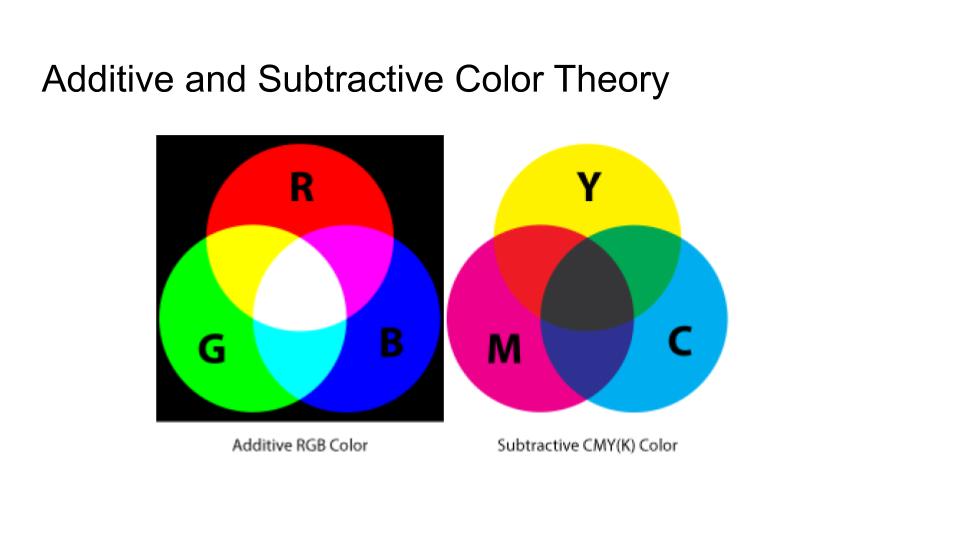 Additive and Subtractive Color Theory
R
G
B
Y
M
C
Additive RGB Color
Subtractive CMY(K) Color